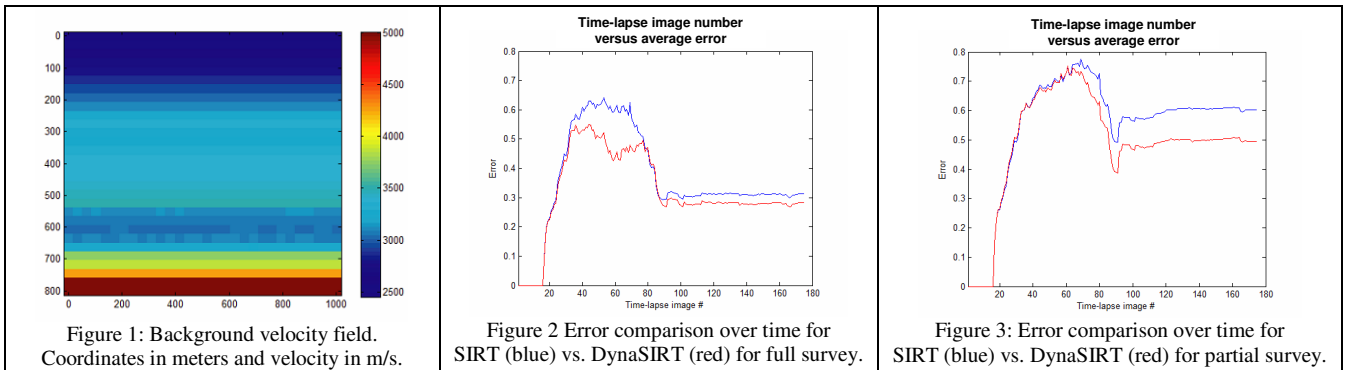 0
100
200
300
400
500
600
700
800
0 200 400 600 800 1000
5000
4500
4000
3500
3000
2500
Figure 1: Background velocity field.
Coordinates in meters and velocity in m/s.
Time-lapse image number
versus average error
0.8
0.7
0.6
0.5
0.4
0.3
0.2
0.1
0
Error
20 40 60 80 100 120 140 160 180
Time-lapse image #
Figure 2 Error comparison over time for
SIRT (blue) vs. DynaSIRT (red) for full survey.
Time-lapse image number
versus average error
0.8
0.7
0.6
0.5
0.4
0.3
0.2
0.1
0
Error
20 40 60 80 100 120 140 160 180
Time-lapse image #
Figure 3: Error comparison over time for
SIRT (blue) vs. DynaSIRT (red) for partial survey.